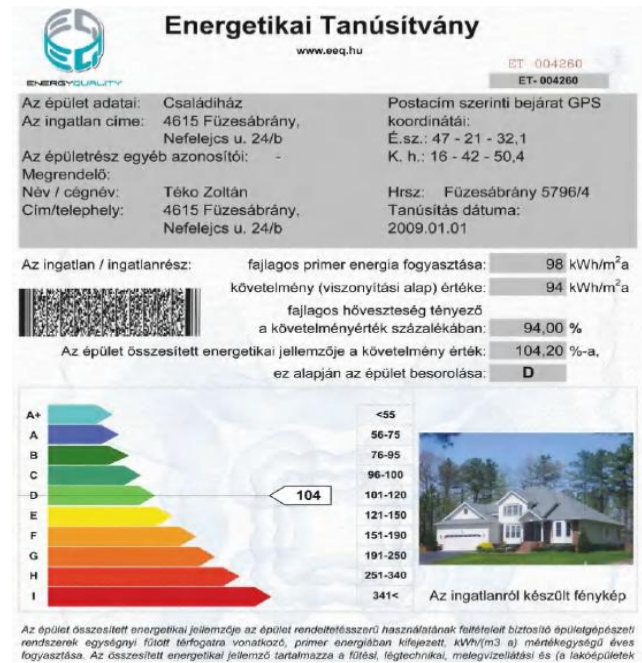 Energetikai Tanúsítvány
www.eeq.hu
ENERGYQUALITY
ET 004260
ET- 004260
Az épület adatai: Családiház
Az ingatlan címe: 4615 Füzesábrány,
Nefelejcs u. 24/b
Az épületrész egyéb azonosítói: -
Megrendelő:
Név / cégnév: Téko Zoltán
Cím/telephely: 4615 Füzesábrány,
Nefelejcs u. 24/b
Postacím szerinti bejárat GPS
koordinátái:
É.sz.: 47 - 21 - 32,1
K. h.: 16 - 42 - 50,4
Hrsz: Füzesábrány 5796/4
Tanúsítás dátuma:
2009.01.01
Az ingatlan / ingatlanrész: fajlagos primer energia fogyasztása: 98 kWh/m²a
követelmény (viszonyítási alap) értéke: 94 kWh/m²a
fajlagos hőveszteség tényező
a követelményérték százalékában: 94,00 %
Az épület összesített energetikai jellemzője a követelmény érték: 104,20 %-a,
ez alapján az épület besorolása: D
A+ <55
A 56-75
B 76-95
C 96-100
D 104 101-120
E 121-150
F 151-190
G 191-250
H 251-340
I 341<
Az ingatlanról készült fénykép
Az épület összesített energetikai jellemzője az épület rendeltetésszerű használatának feltételeit biztosító épületgépészeti
rendszerek egységnyi fűtött térfogatra vonatkozó, primer energiában kifejezett, kWh/(m3 a) mértékegységű éves
fogyasztása. Az összesített energetikai jellemző tartalmazza a fűtési, légtechnikai, melegvízellátási és (a lakóépületek